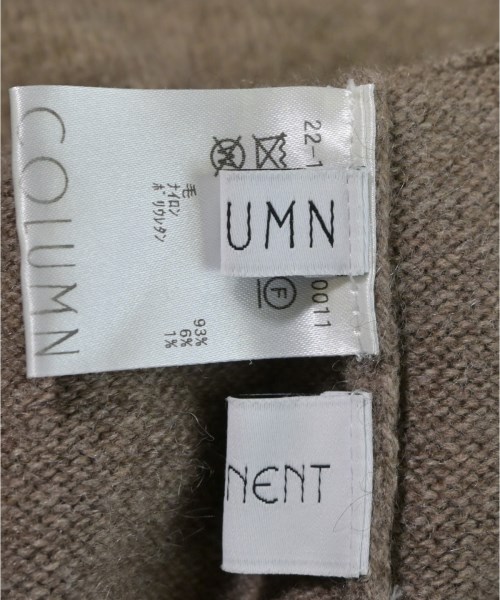 COLUMN
22-1
0011
毛 93%
ナイロン 6%
ポリウレタン 1%
F
UMN
NENT